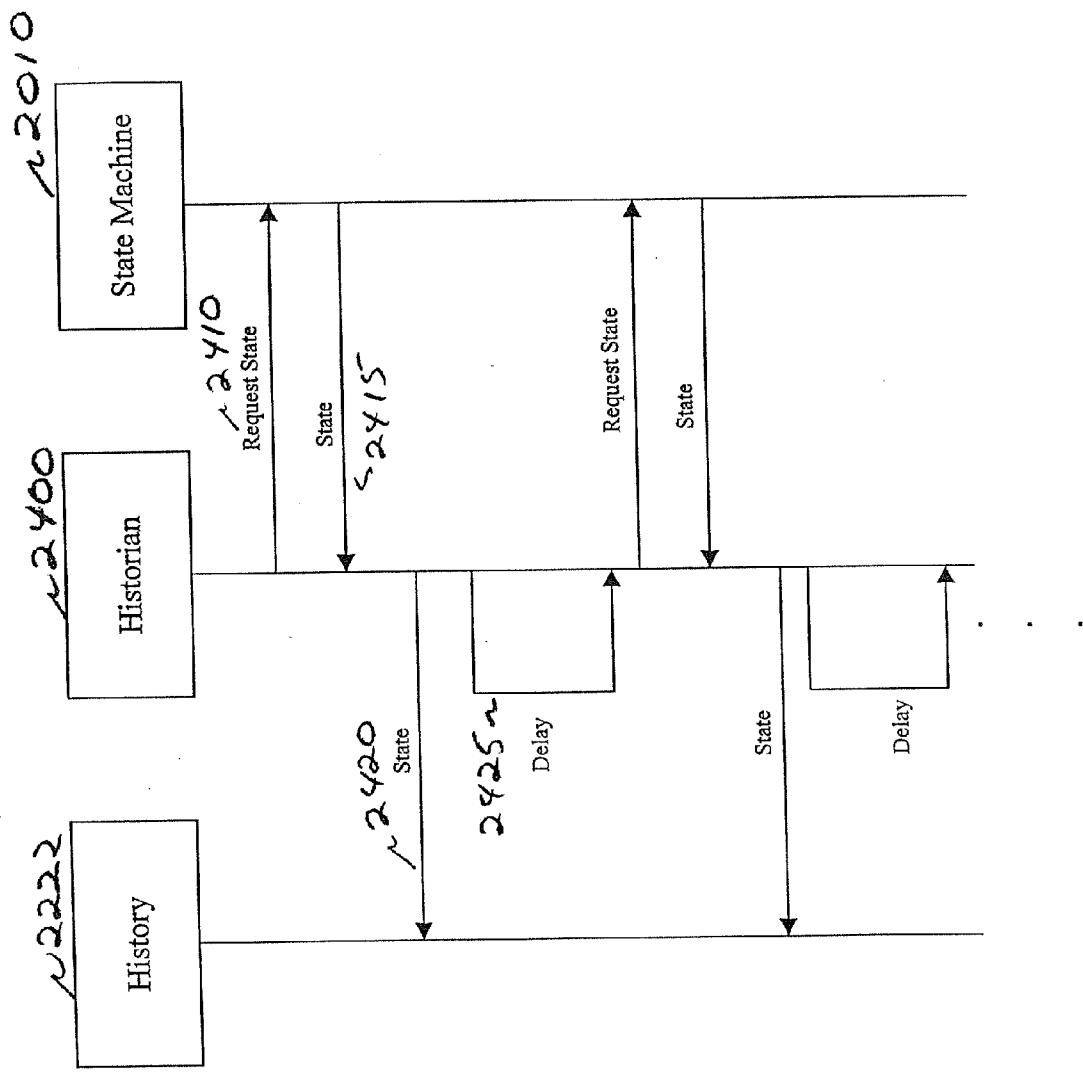 2222
History
2400
Historian
2010
State Machine
2410
Request State
State
2415
2420
State
2425
Delay
Request State
State
State
Delay
. . .